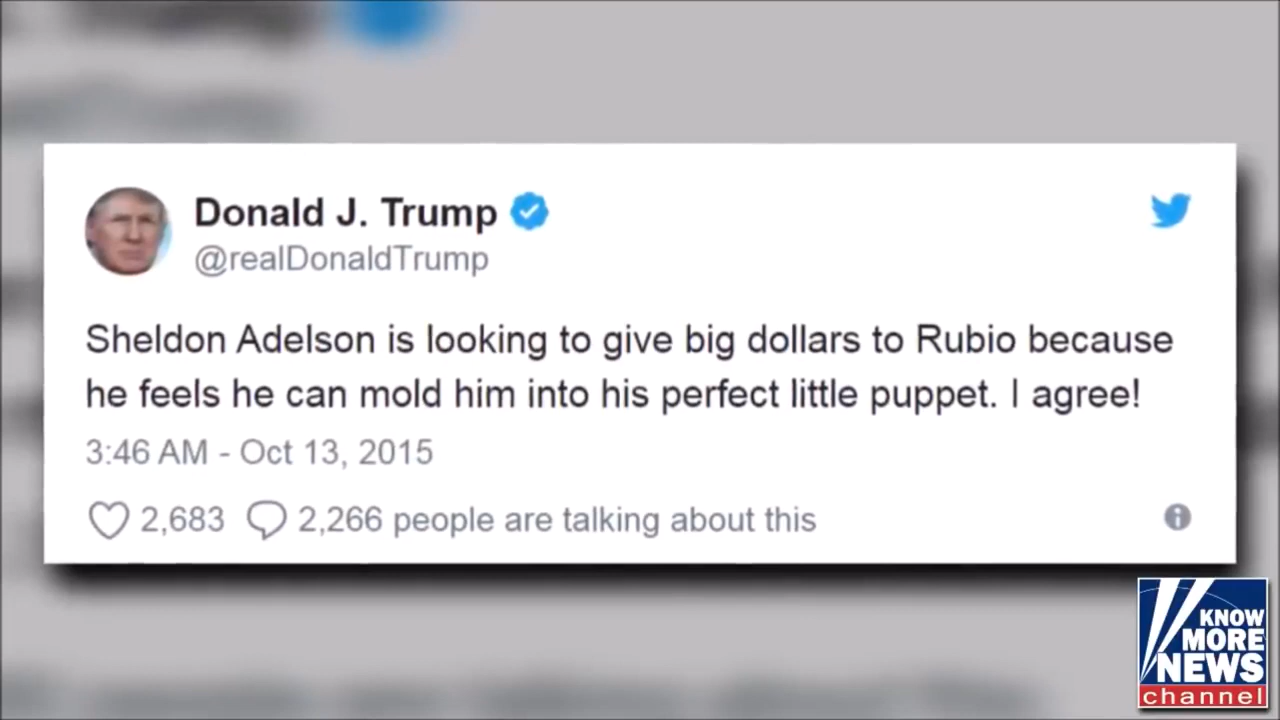 Donald J. Trump
@realDonaldTrump
Sheldon Adelson is looking to give big dollars to Rubio because
he feels he can mold him into his perfect little puppet. I agree!
3:46 AM - Oct 13, 2015
2,683 2,266 people are talking about this
KNOW
MORE
NEWS
channel